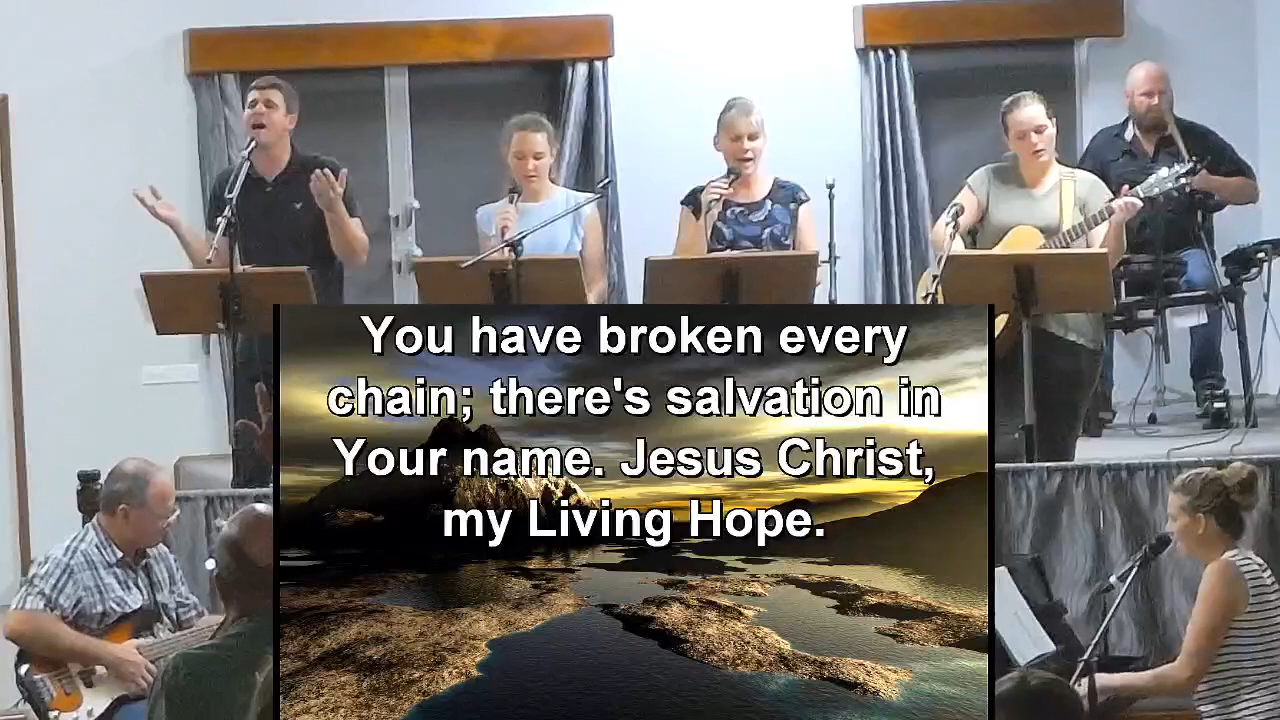 You have broken every
chain; there's salvation in
Your name. Jesus Christ,
my Living Hope.